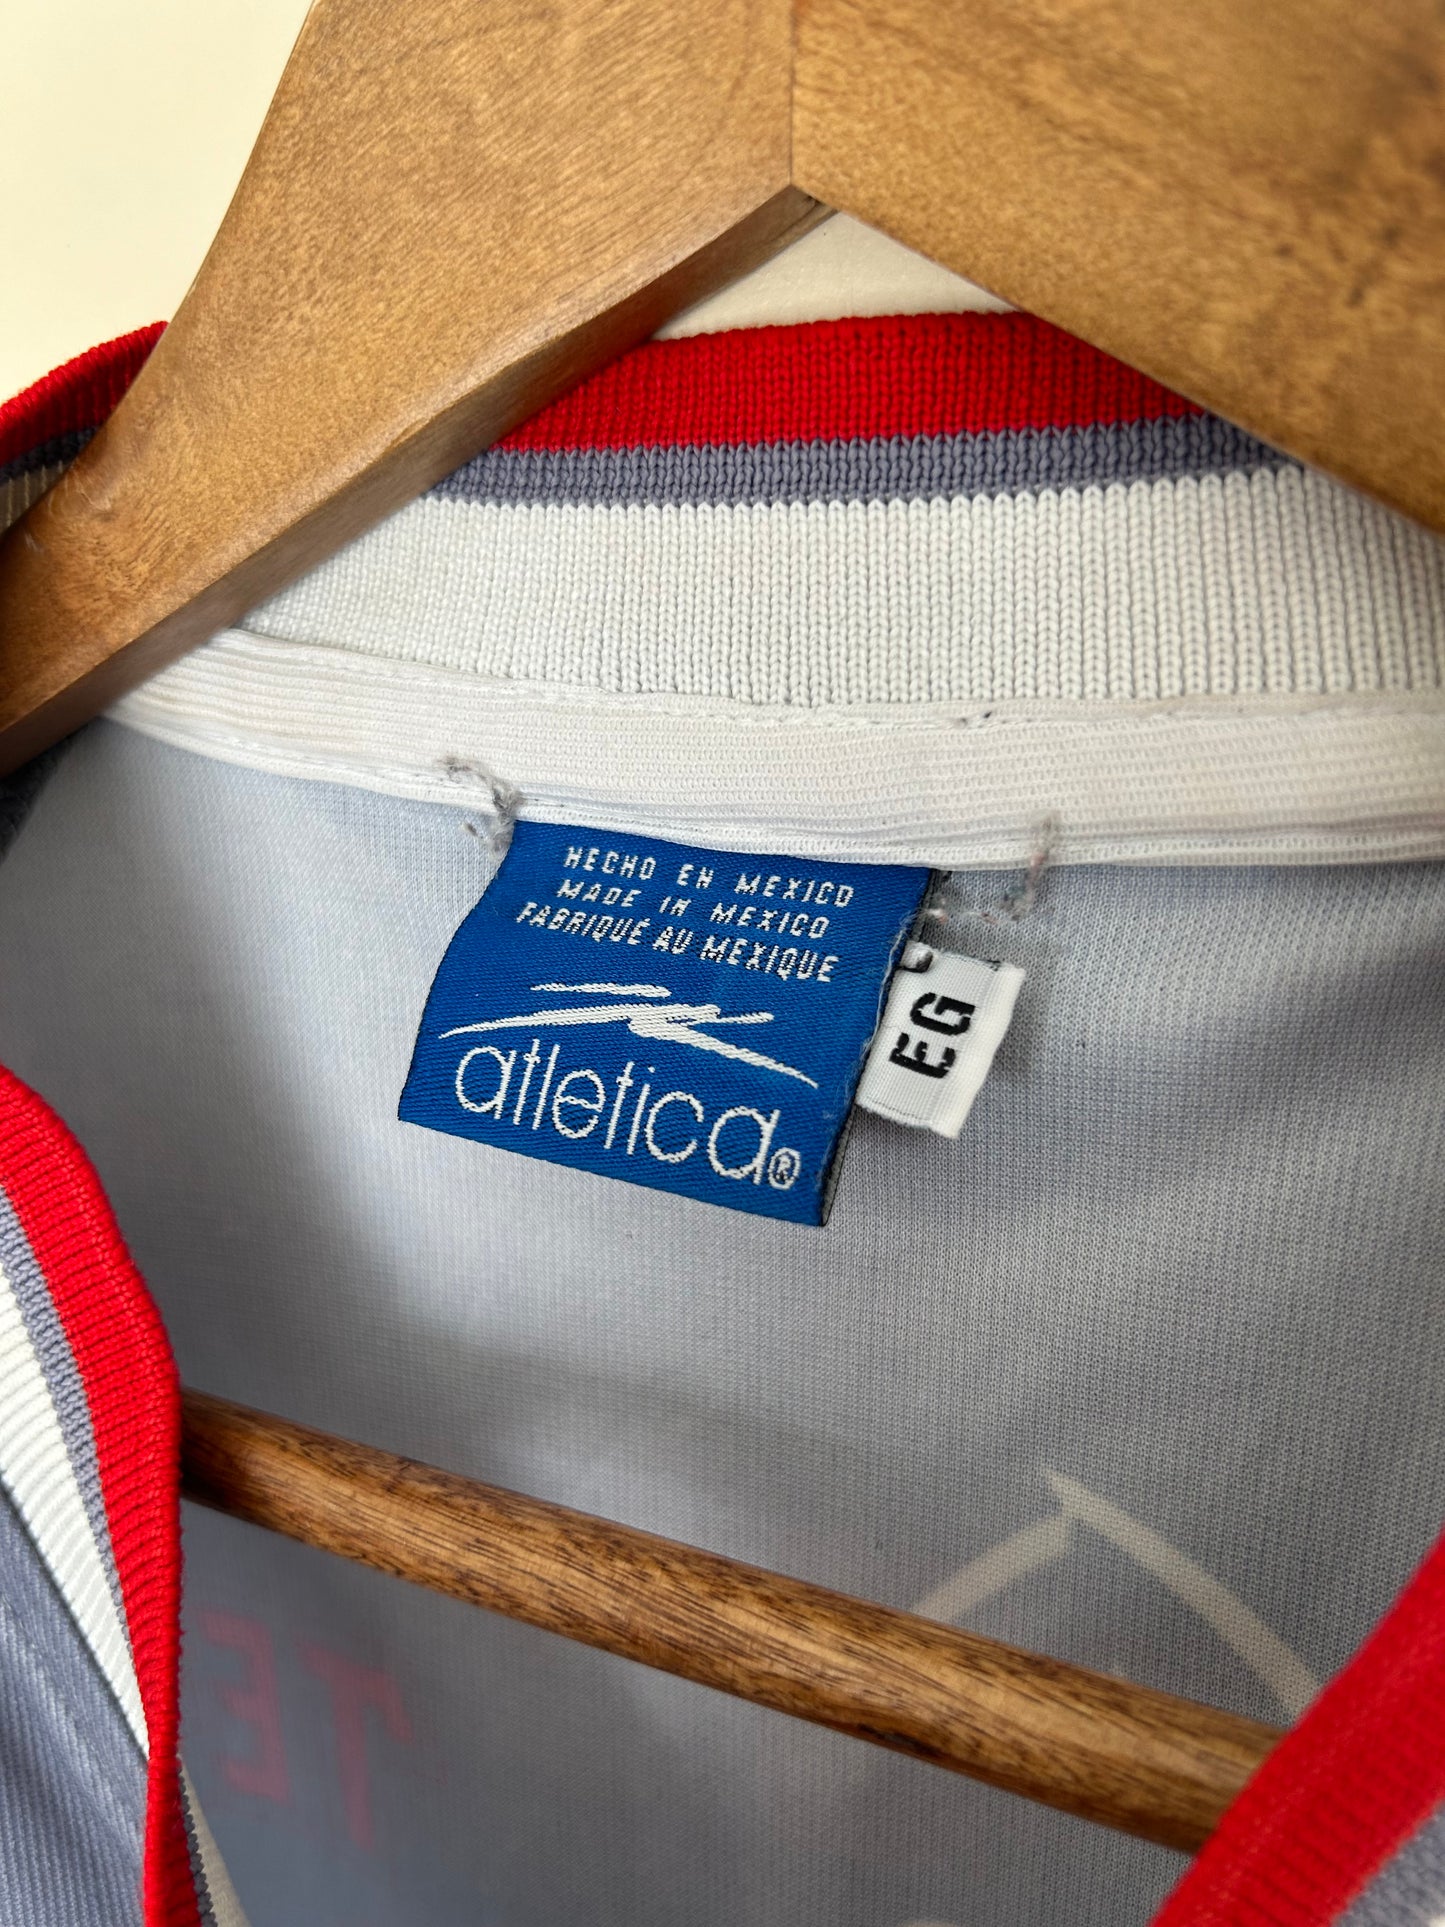 HECHO EN MEXICO
MADE IN MEXICO
FABRIQUÉ AU MEXIQUE
atletica®
EG